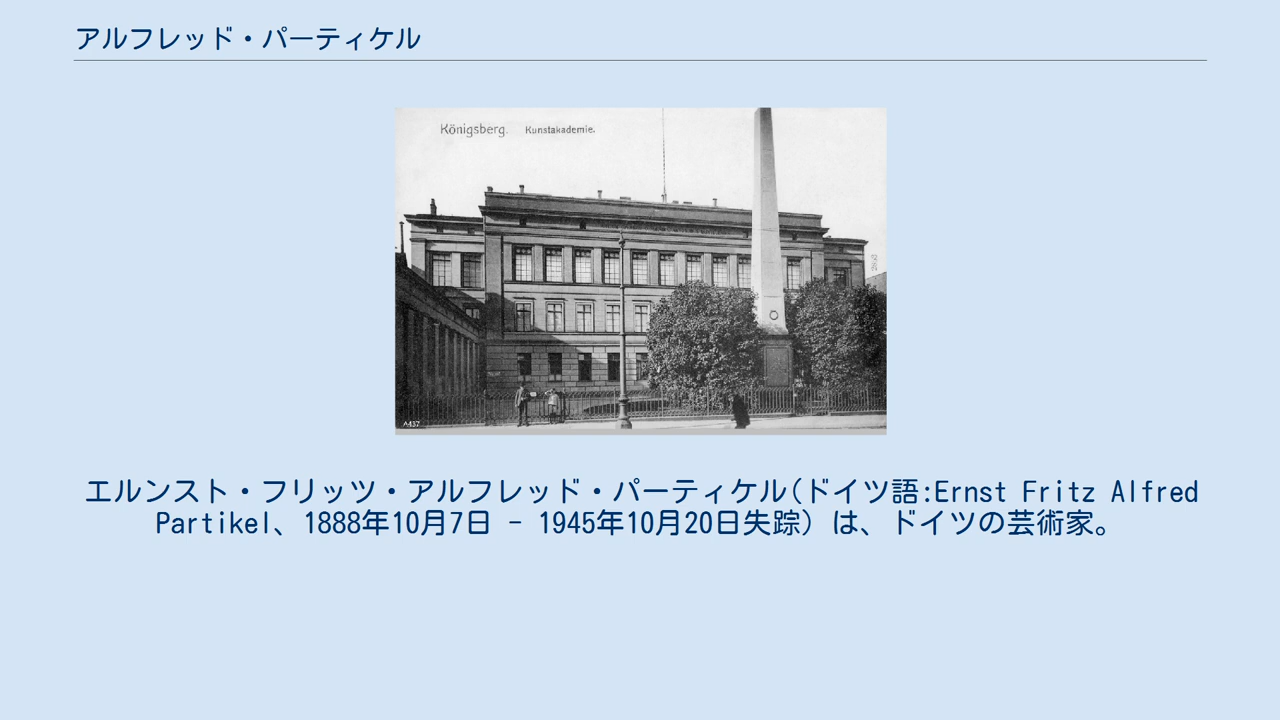 アルフレッド・パーティケル
Königsberg. Kunstakademie.
A437
エルンスト・フリッツ・アルフレッド・パーティケル(ドイツ語:Ernst Fritz Alfred
Partikel、1888年10月7日 - 1945年10月20日失踪) は、ドイツの芸術家。